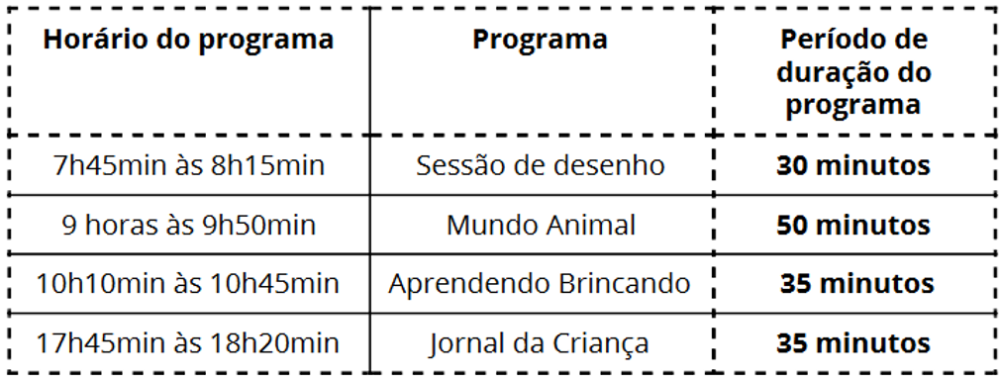 Horário do programa Programa Período de duração do programa
7h45min às 8h15min Sessão de desenho 30 minutos
9 horas às 9h50min Mundo Animal 50 minutos
10h10min às 10h45min Aprendendo Brincando 35 minutos
17h45min às 18h20min Jornal da Criança 35 minutos